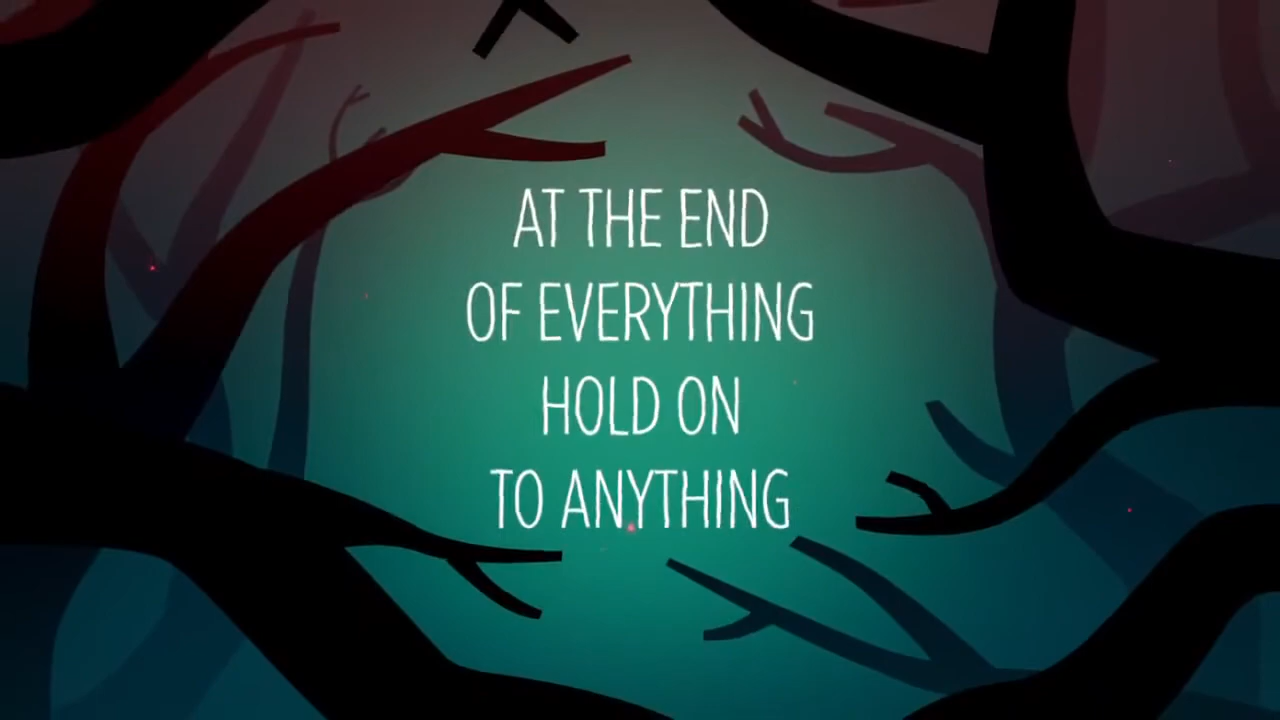 AT THE END
OF EVERYTHING
HOLD ON
TO ANYTHING